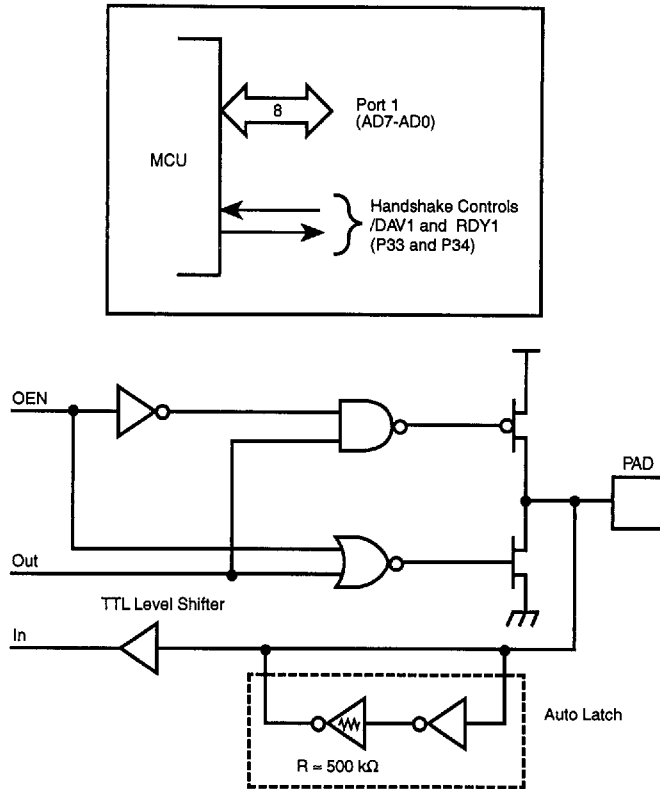 MCU
8
Port 1
(AD7-AD0)
Handshake Controls
/DAV1 and RDY1
(P33 and P34)
OEN
PAD
Out
TTL Level Shifter
In
Auto Latch
R = 500 kΩ